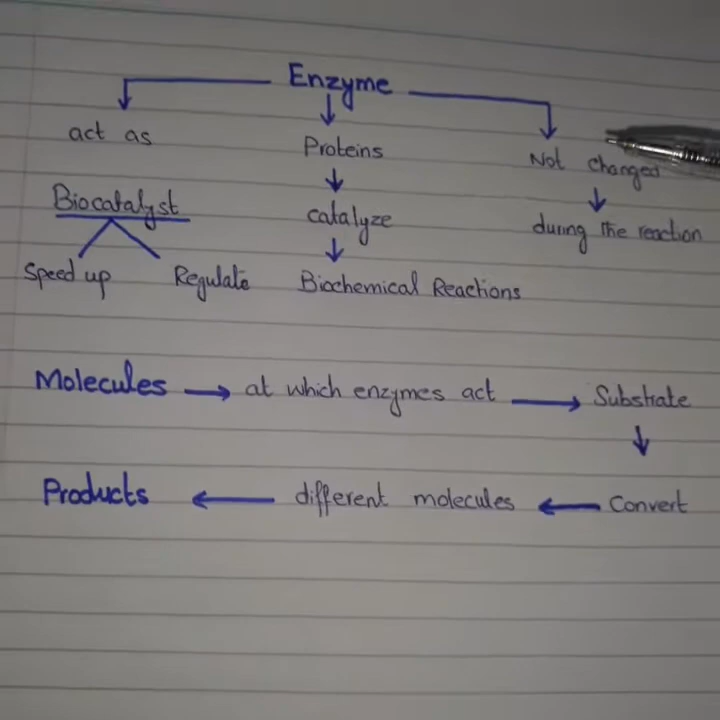 Enzyme
act as
Proteins
Not changed
Biocatalyst
catalyze
during the reaction
Speed up
Regulate
Biochemical Reactions
Molecules → at which enzymes act → Substrate
Products ← different molecules ← Convert